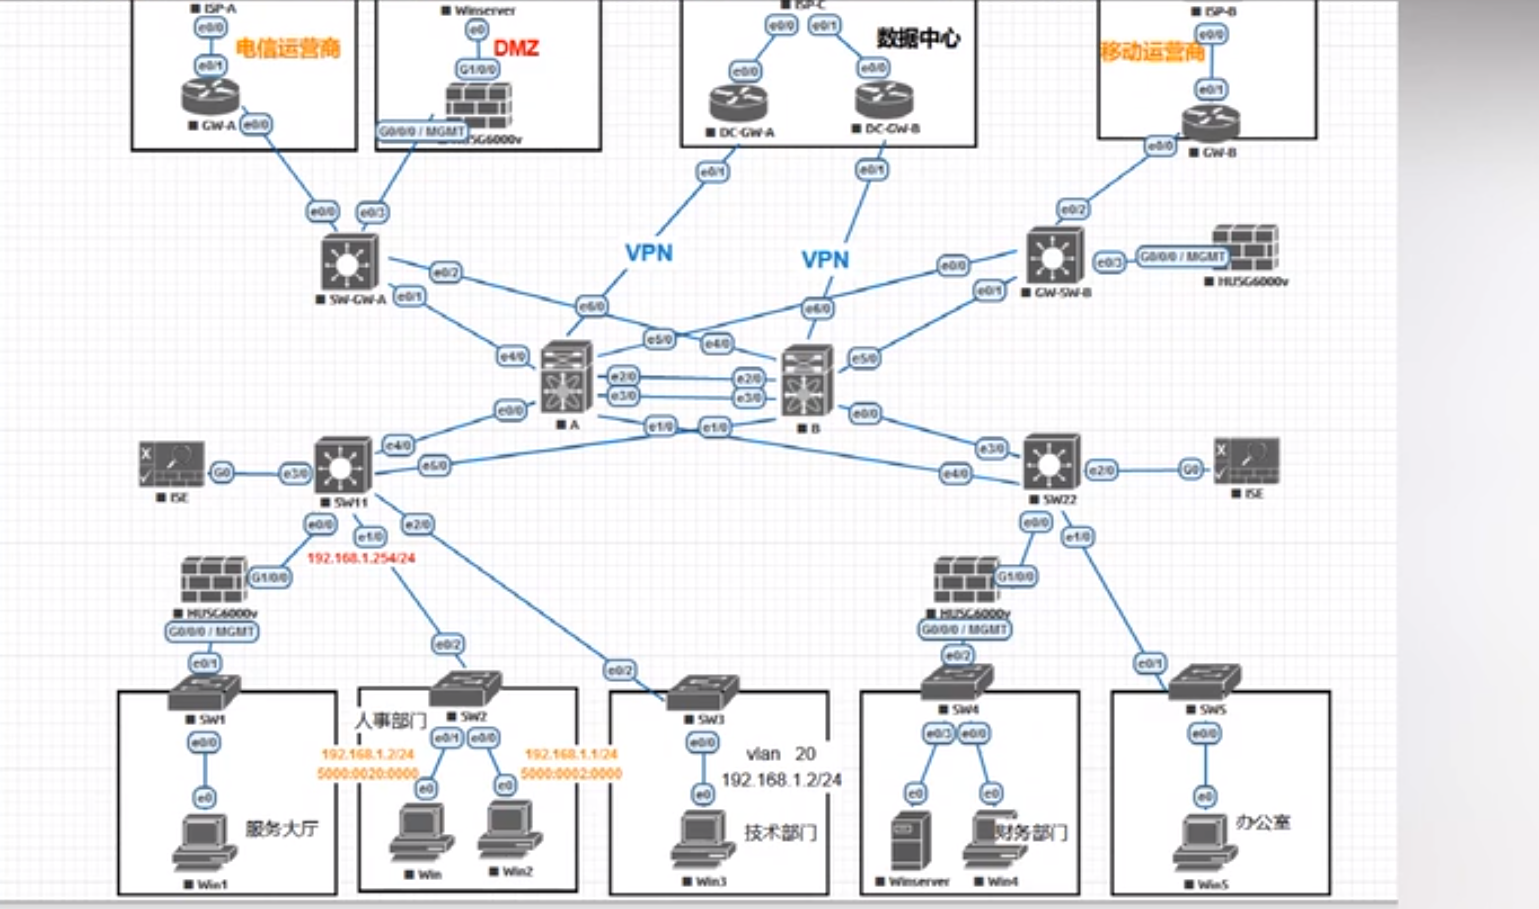 ISP-A
Winserver
ISP-C
ISP-B
e0/0
e0
e0/0
e0/1
e0/0
电信运营商
DMZ
数据中心
移动运营商
e0/1
G1/0/0
e0/0
e0/0
e0/1
GW-A
e0/0
G0/0/0 / MGMT
HUSG6000v
DC-GW-A
DC-GW-B
e0/0
GW-B
e0/1
e0/1
e0/0
e0/3
e0/2
VPN
VPN
SW-GW-A
e0/2
e0/0
e0/3
G0/0/0 / MGMT
HUSG6000v
GW-SW-B
e0/1
e0/1
e6/0
e6/0
e5/0
e4/0
e4/0
e5/0
e2/0
e2/0
e3/0
e3/0
e0/0
e0/0
A
B
e1/0
e1/0
e4/0
e3/0
e5/0
e4/0
ISE
G0
e3/0
SW11
SW22
e2/0
G0
ISE
e0/0
e1/0
e2/0
192.168.1.254/24
e0/0
e1/0
G1/0/0
HUSG6000v
G0/0/0 / MGMT
e0/1
G1/0/0
HUSG6000v
G0/0/0 / MGMT
e0/2
e0/2
e0/2
e0/1
SW1
人事部门
SW2
SW3
SW4
SW5
e0/0
e0/1
e0/0
e0/0
e0/3
e0/0
e0/0
192.168.1.2/24
5000:0020:0000
192.168.1.1/24
5000:0002:0000
vlan 20
192.168.1.2/24
e0
e0
e0
e0
e0
e0
e0
服务大厅
技术部门
财务部门
办公室
Win1
Win
Win2
Win3
Winserver
Win4
Win5